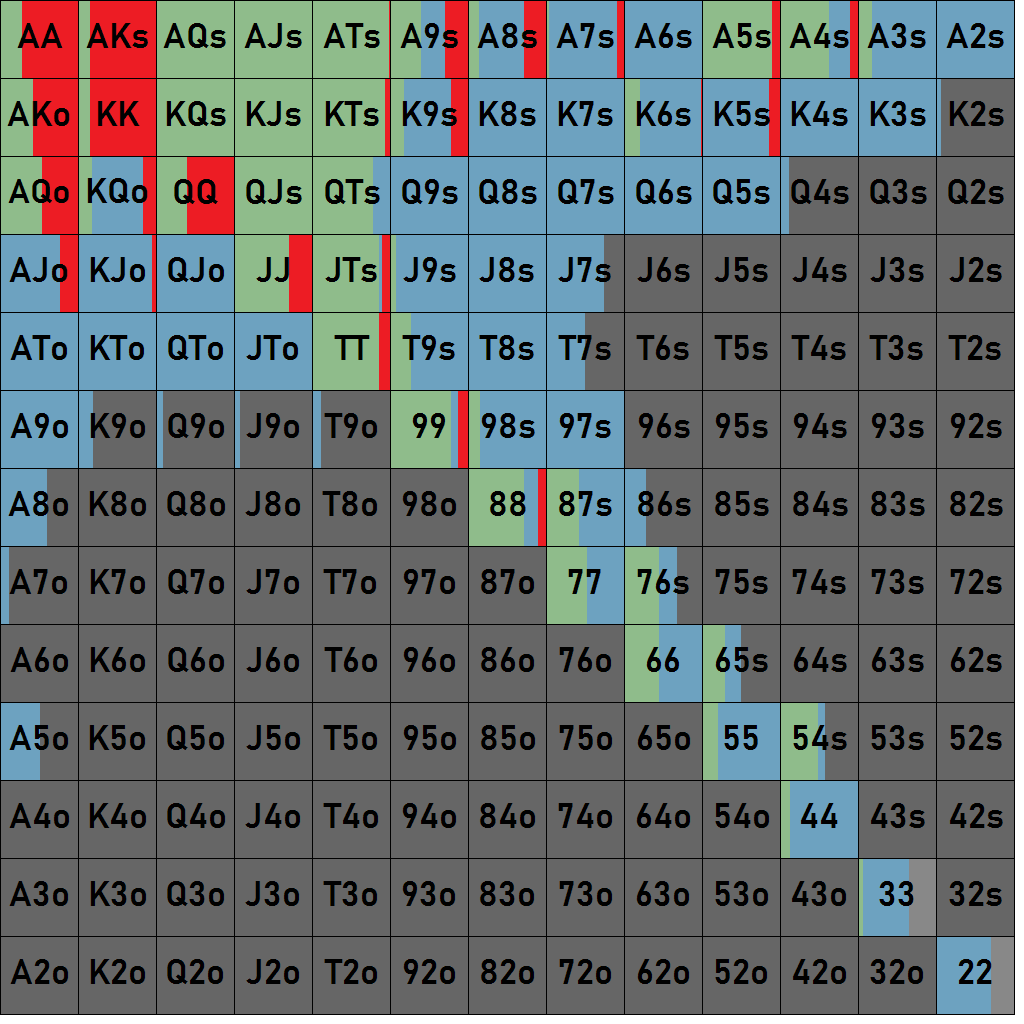 AA AKs AQs AJs ATs A9s A8s A7s A6s A5s A4s A3s A2s
AKo KK KQs KJs KTs K9s K8s K7s K6s K5s K4s K3s K2s
AQo KQo QQ QJs QTs Q9s Q8s Q7s Q6s Q5s Q4s Q3s Q2s
AJo KJo QJo JJ JTs J9s J8s J7s J6s J5s J4s J3s J2s
ATo KTo QTo JTo TT T9s T8s T7s T6s T5s T4s T3s T2s
A9o K9o Q9o J9o T9o 99 98s 97s 96s 95s 94s 93s 92s
A8o K8o Q8o J8o T8o 98o 88 87s 86s 85s 84s 83s 82s
A7o K7o Q7o J7o T7o 97o 87o 77 76s 75s 74s 73s 72s
A6o K6o Q6o J6o T6o 96o 86o 76o 66 65s 64s 63s 62s
A5o K5o Q5o J5o T5o 95o 85o 75o 65o 55 54s 53s 52s
A4o K4o Q4o J4o T4o 94o 84o 74o 64o 54o 44 43s 42s
A3o K3o Q3o J3o T3o 93o 83o 73o 63o 53o 43o 33 32s
A2o K2o Q2o J2o T2o 92o 82o 72o 62o 52o 42o 32o 22